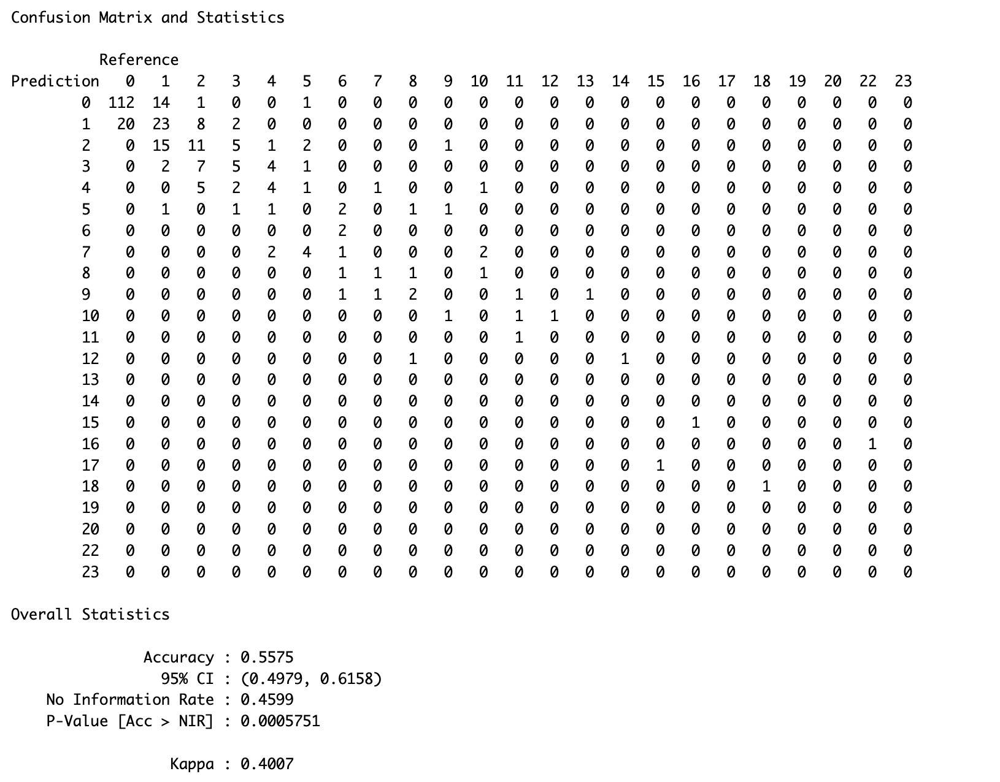 Confusion Matrix and Statistics
Reference
Prediction 0 1 2 3 4 5 6 7 8 9 10 11 12 13 14 15 16 17 18 19 20 22 23
0 112 14 1 0 0 1 0 0 0 0 0 0 0 0 0 0 0 0 0 0 0 0 0
1 20 23 8 2 0 0 0 0 0 0 0 0 0 0 0 0 0 0 0 0 0 0 0
2 0 15 11 5 1 2 0 0 0 1 0 0 0 0 0 0 0 0 0 0 0 0 0
3 0 2 7 5 4 1 0 0 0 0 0 0 0 0 0 0 0 0 0 0 0 0 0
4 0 0 5 2 4 1 0 1 0 0 1 0 0 0 0 0 0 0 0 0 0 0 0
5 0 1 0 1 1 0 2 0 1 1 0 0 0 0 0 0 0 0 0 0 0 0 0
6 0 0 0 0 0 0 2 0 0 0 0 0 0 0 0 0 0 0 0 0 0 0 0
7 0 0 0 0 2 4 1 0 0 0 2 0 0 0 0 0 0 0 0 0 0 0 0
8 0 0 0 0 0 0 1 1 1 0 1 0 0 0 0 0 0 0 0 0 0 0 0
9 0 0 0 0 0 0 1 1 2 0 0 1 0 1 0 0 0 0 0 0 0 0 0
10 0 0 0 0 0 0 0 0 0 1 0 1 1 0 0 0 0 0 0 0 0 0 0
11 0 0 0 0 0 0 0 0 0 0 0 1 0 0 0 0 0 0 0 0 0 0 0
12 0 0 0 0 0 0 0 0 1 0 0 0 0 0 1 0 0 0 0 0 0 0 0
13 0 0 0 0 0 0 0 0 0 0 0 0 0 0 0 0 0 0 0 0 0 0 0
14 0 0 0 0 0 0 0 0 0 0 0 0 0 0 0 0 0 0 0 0 0 0 0
15 0 0 0 0 0 0 0 0 0 0 0 0 0 0 0 0 1 0 0 0 0 0 0
16 0 0 0 0 0 0 0 0 0 0 0 0 0 0 0 0 0 0 0 0 0 1 0
17 0 0 0 0 0 0 0 0 0 0 0 0 0 0 0 1 0 0 0 0 0 0 0
18 0 0 0 0 0 0 0 0 0 0 0 0 0 0 0 0 0 0 1 0 0 0 0
19 0 0 0 0 0 0 0 0 0 0 0 0 0 0 0 0 0 0 0 0 0 0 0
20 0 0 0 0 0 0 0 0 0 0 0 0 0 0 0 0 0 0 0 0 0 0 0
22 0 0 0 0 0 0 0 0 0 0 0 0 0 0 0 0 0 0 0 0 0 0 0
23 0 0 0 0 0 0 0 0 0 0 0 0 0 0 0 0 0 0 0 0 0 0 0
Overall Statistics
Accuracy : 0.5575
95% CI : (0.4979, 0.6158)
No Information Rate : 0.4599
P-Value [Acc > NIR] : 0.0005751
Kappa : 0.4007